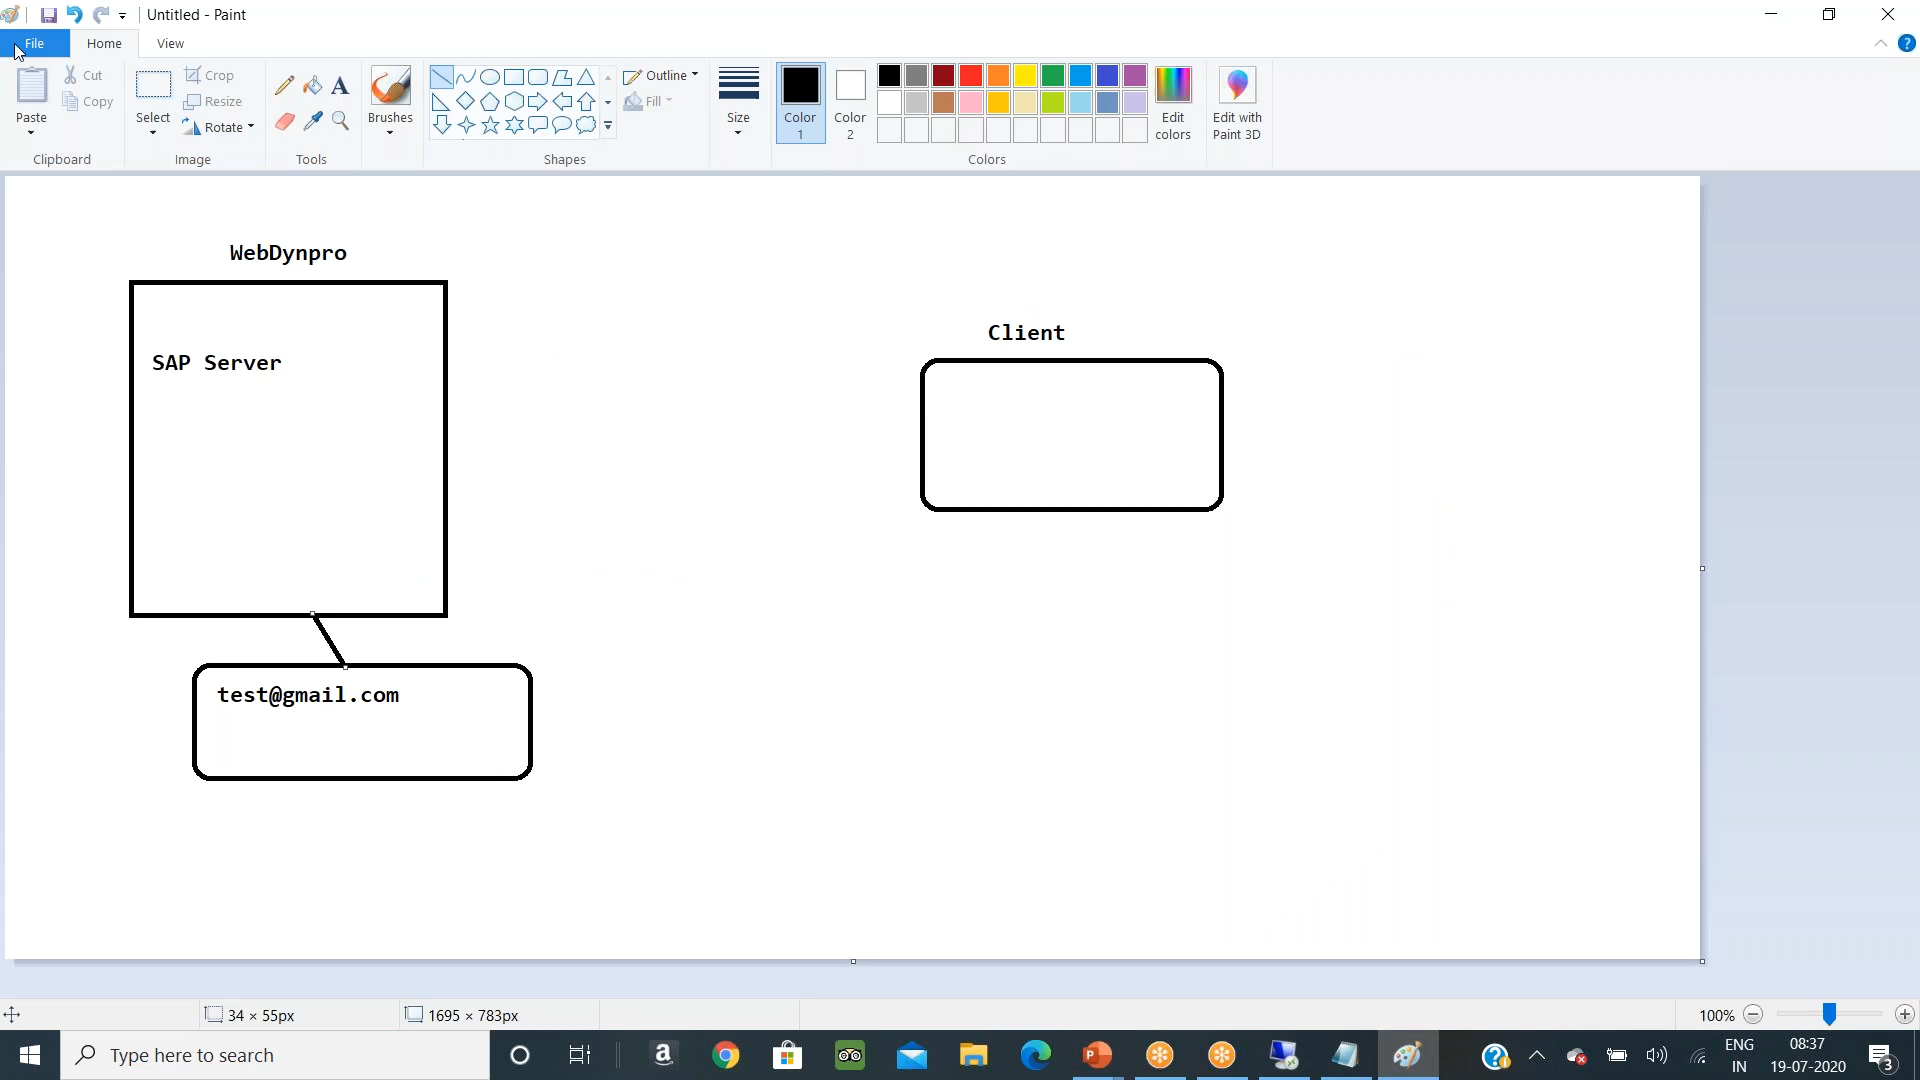 Untitled - Paint
File
Home
View
Paste
Cut
Copy
Clipboard
Select
Crop
Resize
Rotate
Image
Tools
Brushes
Shapes
Outline
Fill
Size
Color 1
Color 2
Edit colors
Colors
Edit with Paint 3D
WebDynpro
SAP Server
Client
test@gmail.com
34 × 55px
1695 × 783px
100%
Type here to search
ENG
IN
08:37
19-07-2020
3